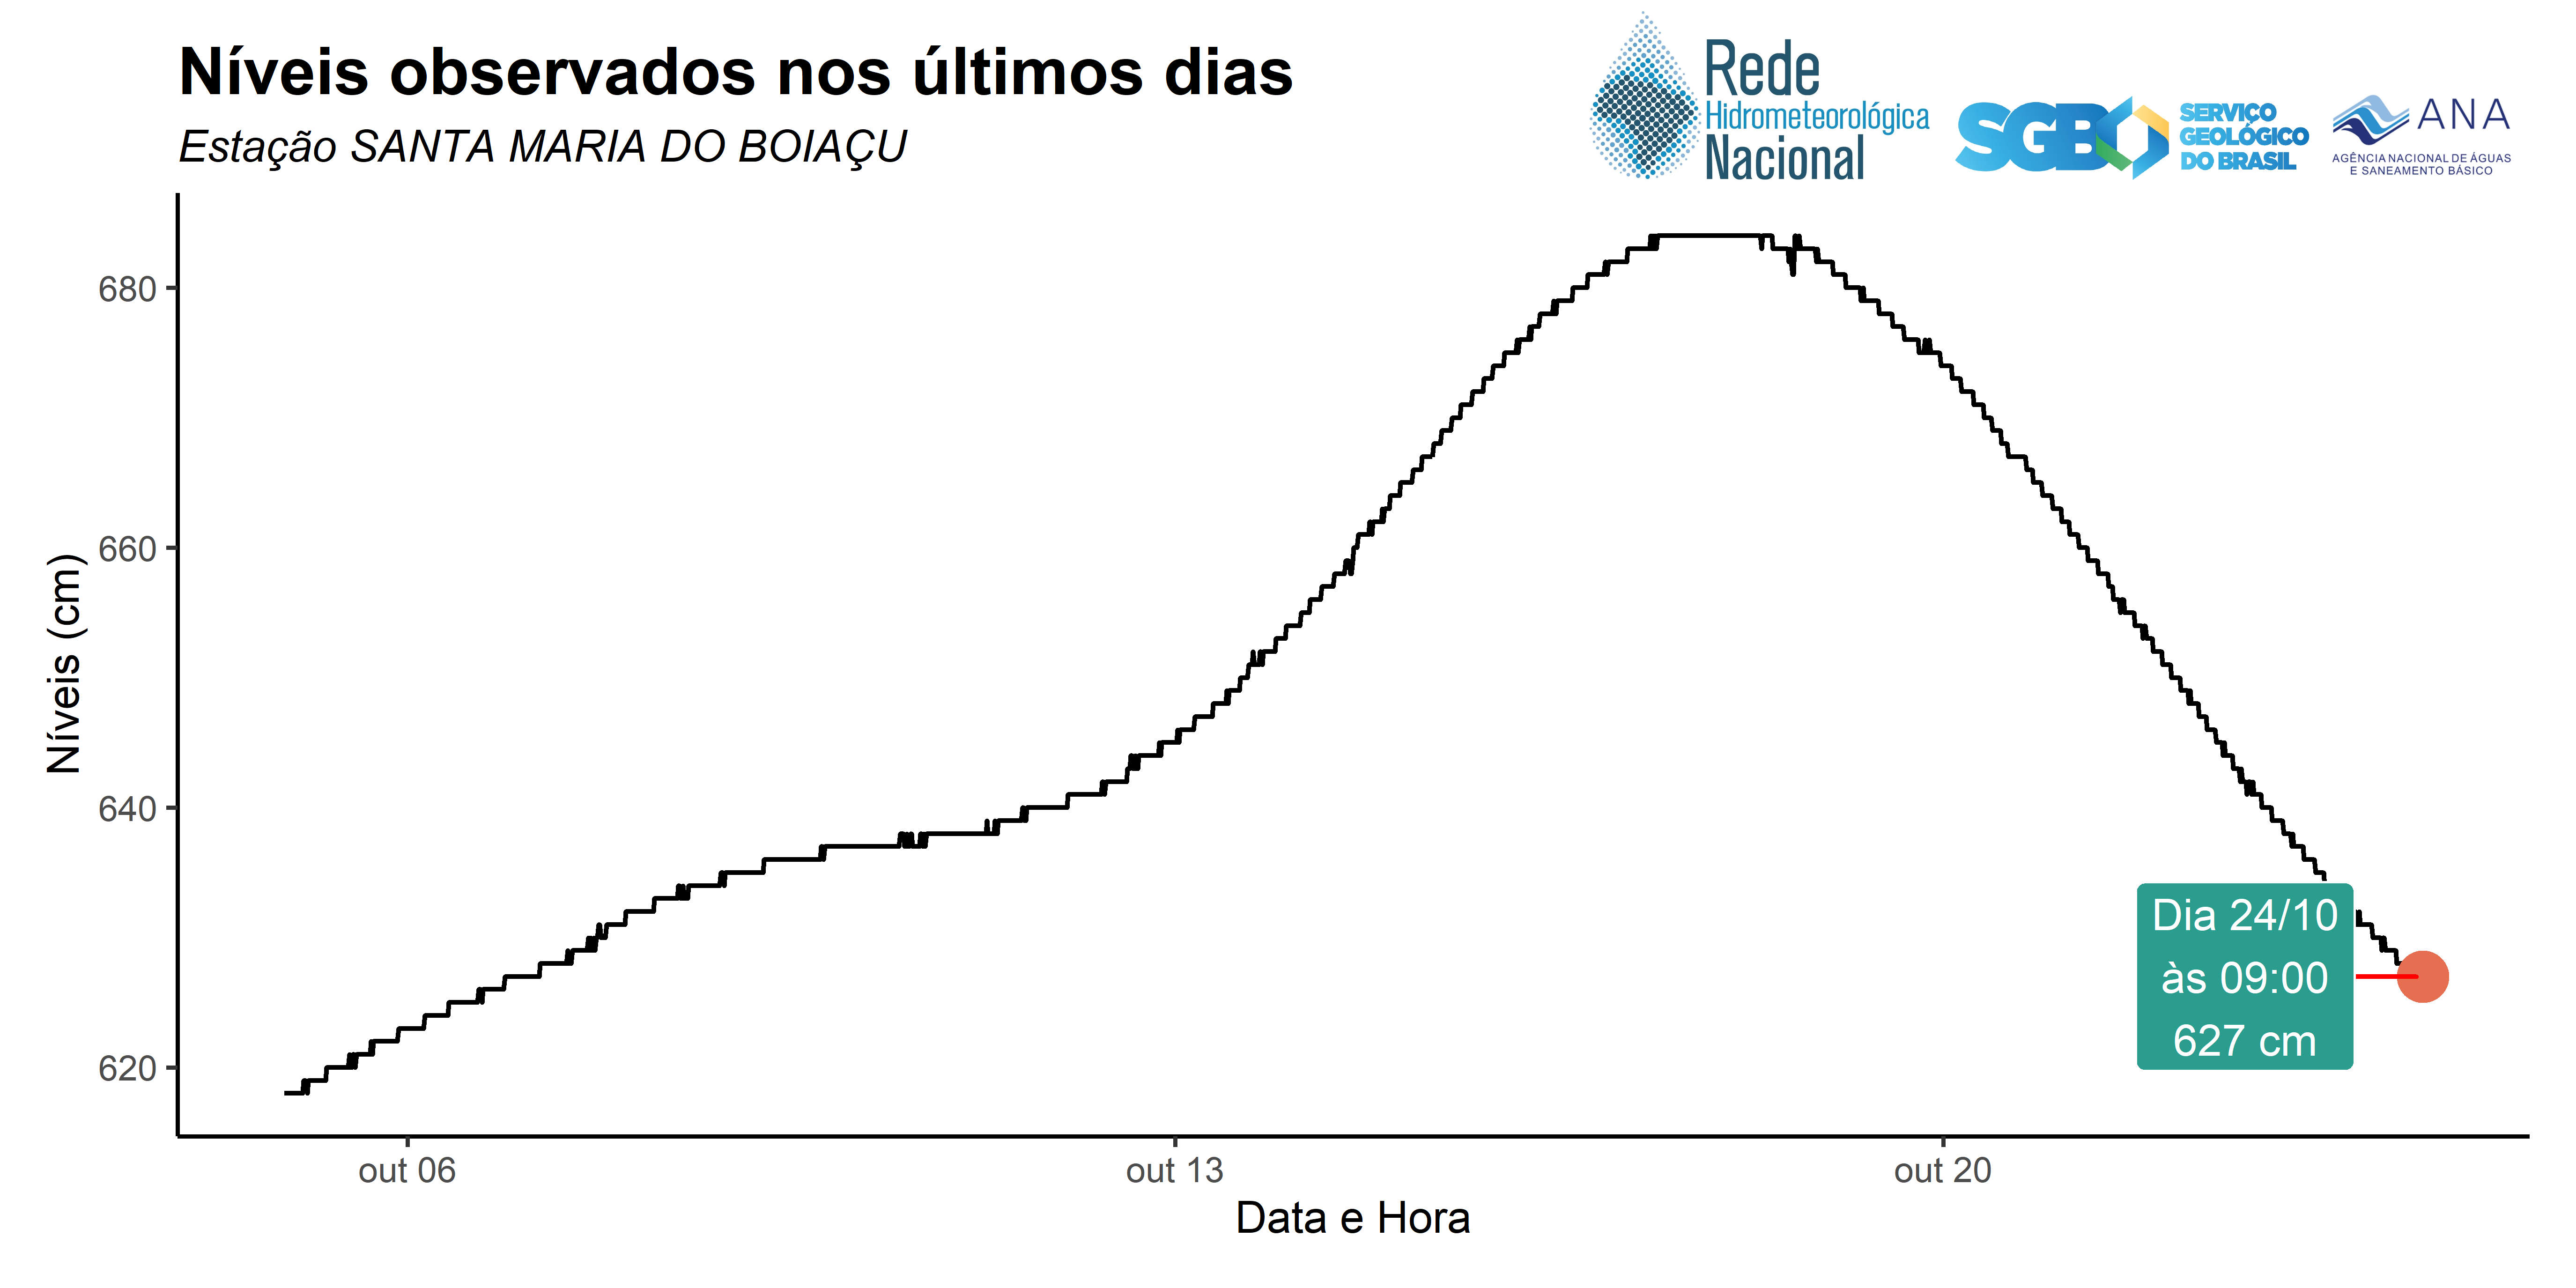 Níveis observados nos últimos dias
Estação SANTA MARIA DO BOIAÇU
Rede
Hidrometeorológica
Nacional
SGB
SERVIÇO
GEOLÓGICO
DO BRASIL
ANA
AGÊNCIA NACIONAL DE ÁGUAS
E SANEAMENTO BÁSICO
Níveis (cm)
680
660
640
620
Dia 24/10
às 09:00
627 cm
out 06
out 13
out 20
Data e Hora